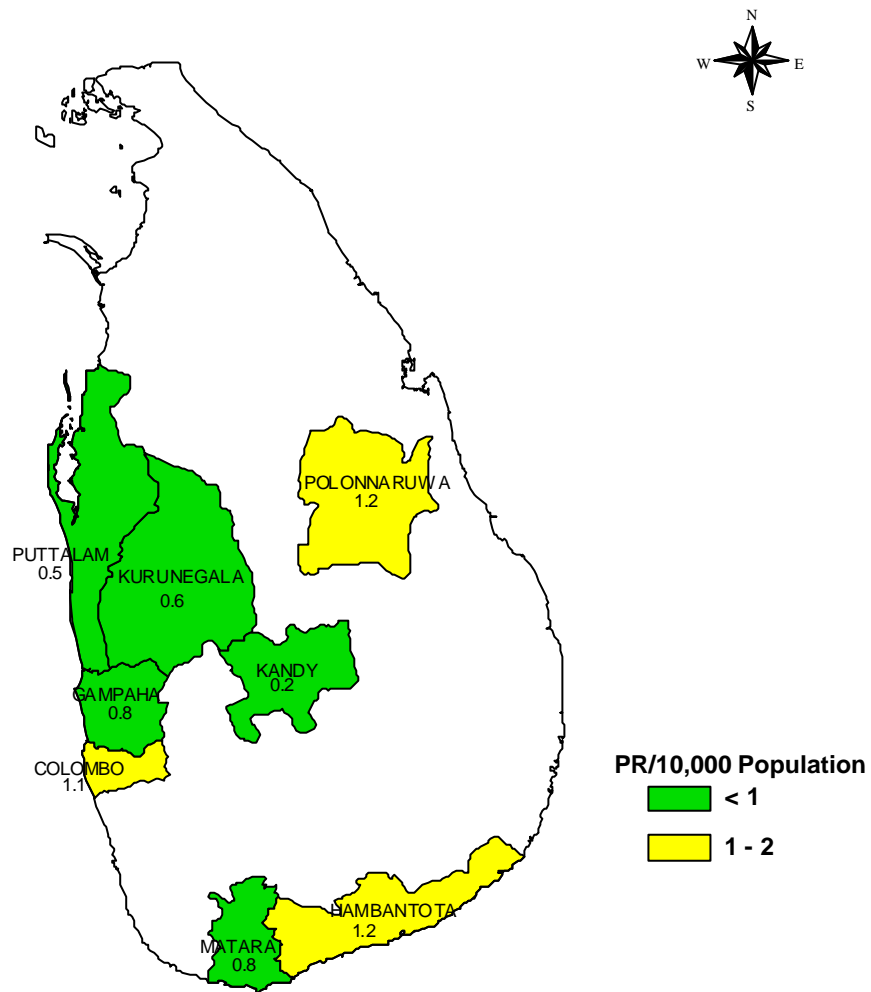 N
W E
S
POLONNARUWA
1.2
PUTTALAM
0.5
KURUNEGALA
0.6
KANDY
0.2
GAMPAHA
0.8
COLOMBO
1.1
PR/10,000 Population
< 1
1 - 2
HAMBANTOTA
1.2
MATARA
0.8